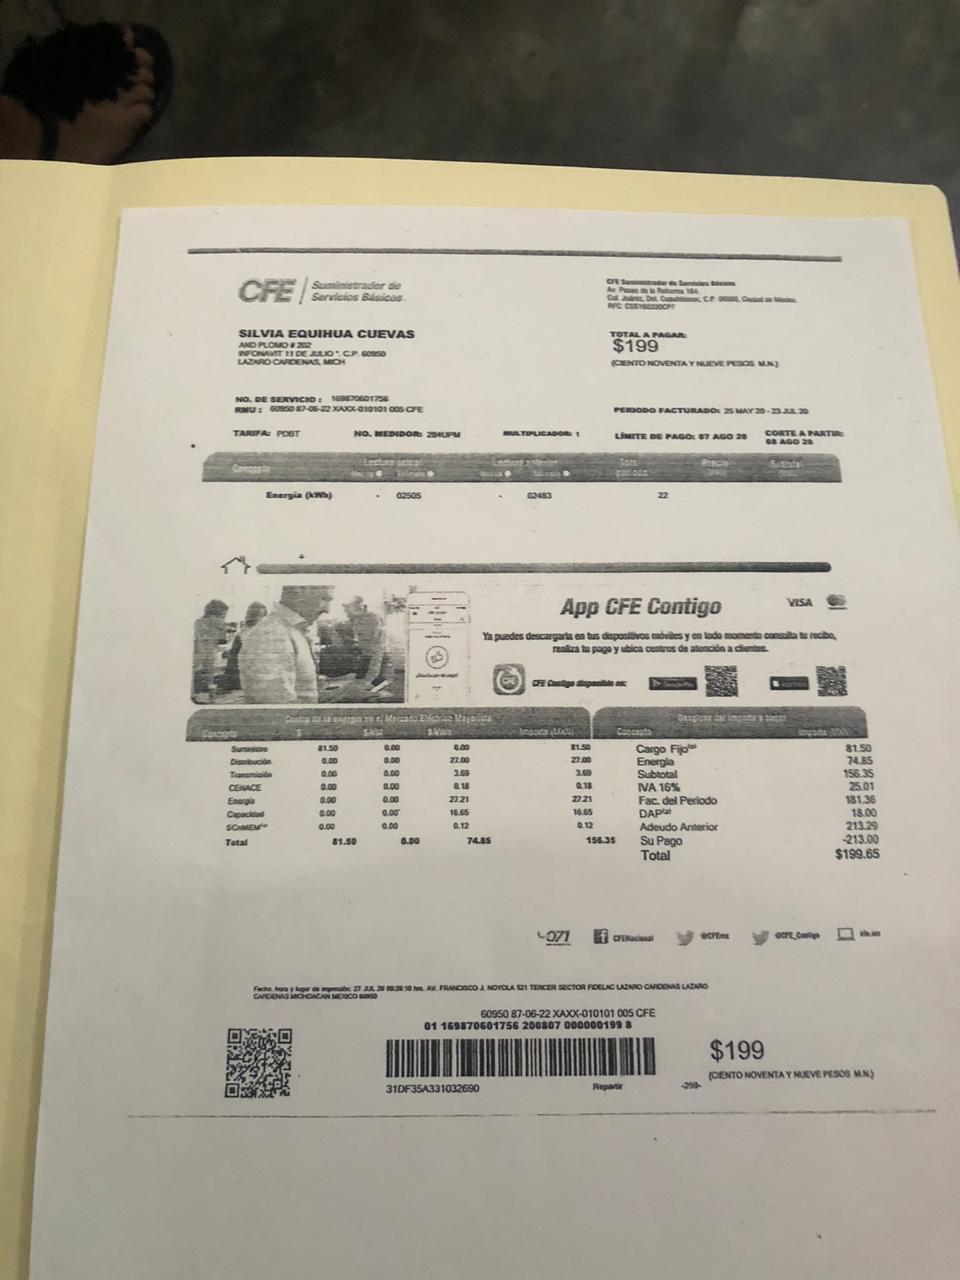 CFE Suministrador de
Servicios Básicos
CFE Suministrador de Servicios Básicos
Av. Paseo de la Reforma 164,
Col. Juárez, Del. Cuauhtémoc, C.P. 06600, Ciudad de México.
RFC: CSS160330CP7
SILVIA EQUIHUA CUEVAS
AND PLOMO # 202
INFONAVIT 11 DE JULIO *. C.P. 60950
LAZARO CARDENAS, MICH
TOTAL A PAGAR:
$199
(CIENTO NOVENTA Y NUEVE PESOS M.N.)
NO. DE SERVICIO : 169870601756
RMU : 60950 87-06-22 XAXX-010101 005 CFE
PERIODO FACTURADO: 25 MAY 20 - 23 JUL 20
TARIFA: PDBT NO. MEDIDOR: 284UPM MULTIPLICADOR: 1 LÍMITE DE PAGO: 07 AGO 20 CORTE A PARTIR:
08 AGO 20
Concepto Lectura actual Lectura anterior Total Precio Subtotal
periodo
Energía (kWh) - 02505 - 02483 22
App CFE Contigo VISA
Ya puedes descargarla en tus dispositivos móviles y en todo momento consulta tu recibo,
realiza tu pago y ubica centros de atención a clientes.
CFE
CFE Contigo disponible en: Google Play
Costos de la energía en el Mercado Eléctrico Mayorista
Concepto $ $/kW $/kWh Importe (MXN)
Suministro 81.50 0.00 0.00 81.50
Distribución 0.00 0.00 27.00 27.00
Transmisión 0.00 0.00 3.69 3.69
CENACE 0.00 0.00 0.18 0.18
Energía 0.00 0.00 27.21 27.21
Capacidad 0.00 0.00 16.65 16.65
SCnMEM 0.00 0.00 0.12 0.12
Total 81.50 0.00 74.85 156.35
Desglose del importe a pagar
Concepto Importe (MXN)
Cargo Fijo 81.50
Energía 74.85
Subtotal 156.35
IVA 16% 25.01
Fac. del Periodo 181.36
DAP 18.00
Adeudo Anterior 213.29
Su Pago -213.00
Total $199.65
071 CFENacional @CFEmx @CFE_Contigo cfe.mx
Fecha, hora y lugar de impresión: 27 JUL 20 09:29:10 hrs. AV. FRANCISCO J. NOYOLA 521 TERCER SECTOR FIDELAC LAZARO CARDENAS LAZARO
CARDENAS MICHOACAN MEXICO 60950
60950 87-06-22 XAXX-010101 005 CFE
01 169870601756 200807 000000199 8
31DF35A331032690 Repartir -259-
$199
(CIENTO NOVENTA Y NUEVE PESOS M.N.)